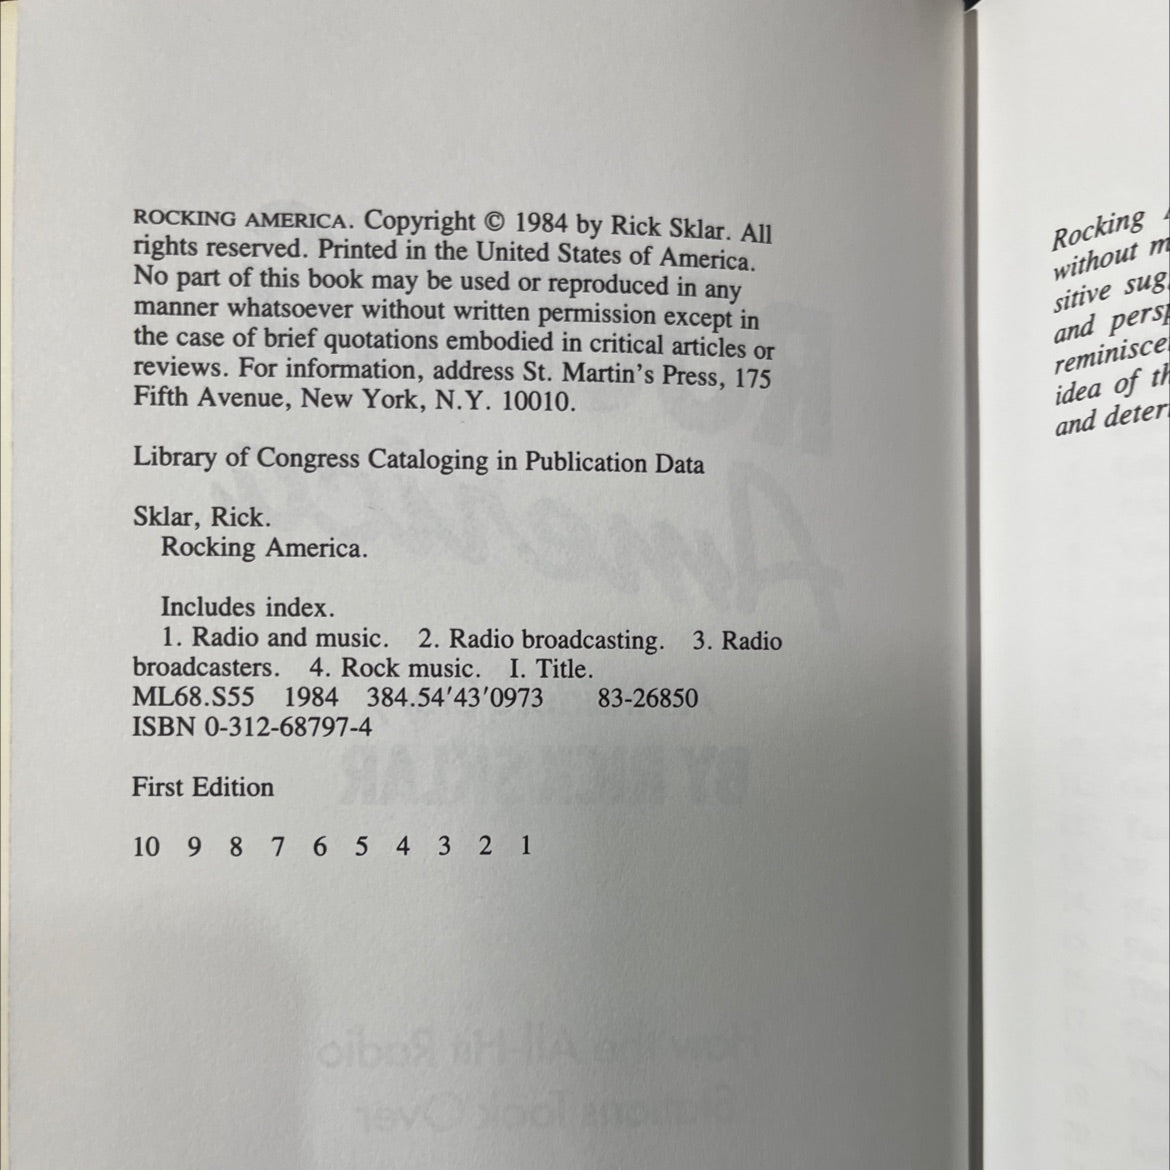 ROCKING AMERICA. Copyright © 1984 by Rick Sklar. All
rights reserved. Printed in the United States of America.
No part of this book may be used or reproduced in any
manner whatsoever without written permission except in
the case of brief quotations embodied in critical articles or
reviews. For information, address St. Martin's Press, 175
Fifth Avenue, New York, N.Y. 10010.
Library of Congress Cataloging in Publication Data
Sklar, Rick.
Rocking America.
Includes index.
1. Radio and music. 2. Radio broadcasting. 3. Radio
broadcasters. 4. Rock music. I. Title.
ML68.S55 1984 384.54′43′0973 83-26850
ISBN 0-312-68797-4
First Edition
10 9 8 7 6 5 4 3 2 1
Rocking
without
sitive
and
idea of
and